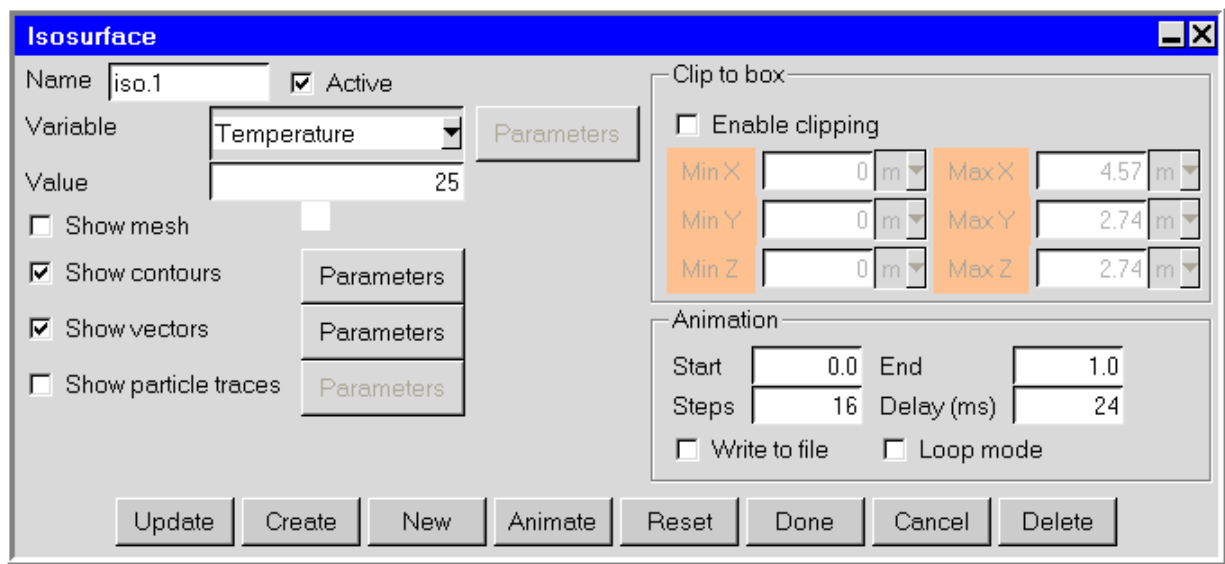 Isosurface
Name iso.1 Active
Variable Temperature Parameters
Value 25
Show mesh
Show contours Parameters
Show vectors Parameters
Show particle traces Parameters
Clip to box
Enable clipping
Min X 0 m Max X 4.57 m
Min Y 0 m Max Y 2.74 m
Min Z 0 m Max Z 2.74 m
Animation
Start 0.0 End 1.0
Steps 16 Delay (ms) 24
Write to file Loop mode
Update Create New Animate Reset Done Cancel Delete